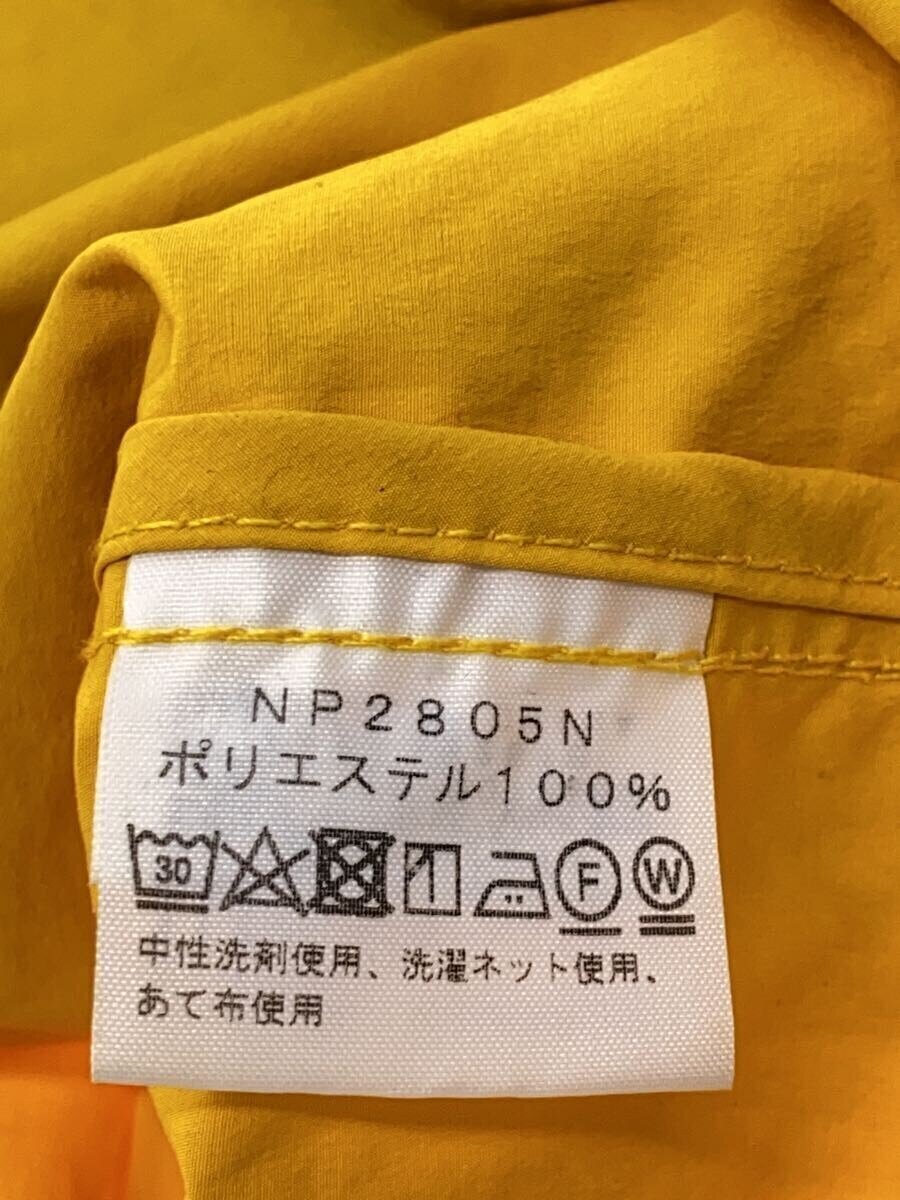 ＮＰ２８０５Ｎ
ポリエステル１００％
30 F W
中性洗剤使用、洗濯ネット使用、
あて布使用